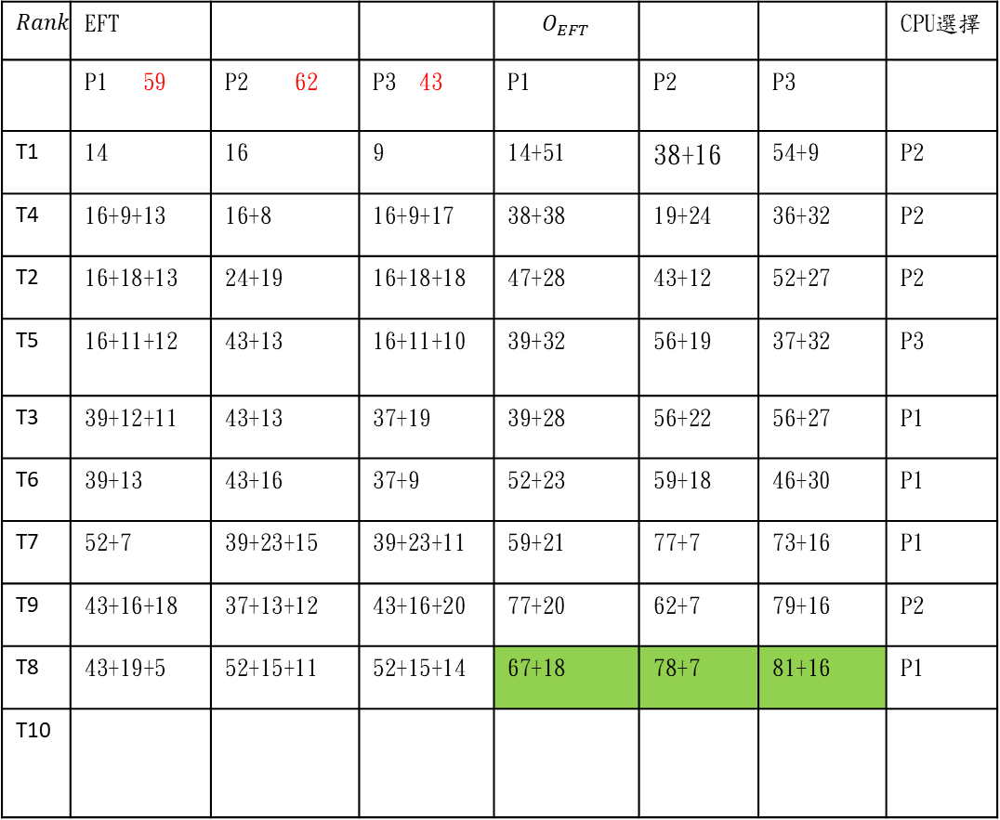 Rank EFT O_EFT CPU選擇
P1 59 P2 62 P3 43 P1 P2 P3
T1 14 16 9 14+51 38+16 54+9 P2
T4 16+9+13 16+8 16+9+17 38+38 19+24 36+32 P2
T2 16+18+13 24+19 16+18+18 47+28 43+12 52+27 P2
T5 16+11+12 43+13 16+11+10 39+32 56+19 37+32 P3
T3 39+12+11 43+13 37+19 39+28 56+22 56+27 P1
T6 39+13 43+16 37+9 52+23 59+18 46+30 P1
T7 52+7 39+23+15 39+23+11 59+21 77+7 73+16 P1
T9 43+16+18 37+13+12 43+16+20 77+20 62+7 79+16 P2
T8 43+19+5 52+15+11 52+15+14 67+18 78+7 81+16 P1
T10